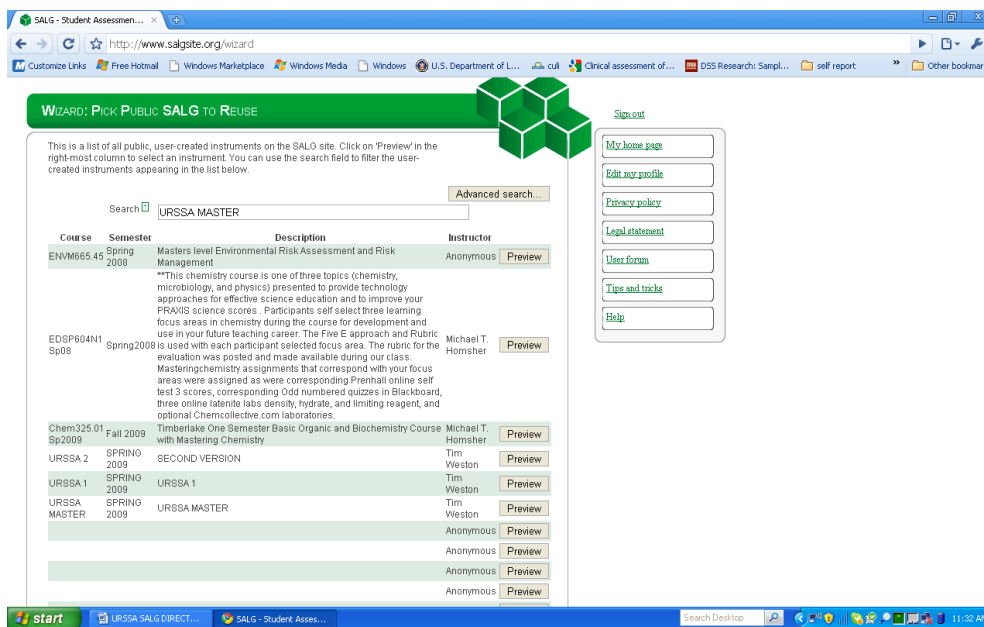 SALG - Student Assessmen...
http://www.salgsite.org/wizard
Customize Links Free Hotmail Windows Marketplace Windows Media Windows U.S. Department of L... culi Clinical assessment of... DSS Research: Sampl... self report » Other bookmar
WIZARD: PICK PUBLIC SALG TO REUSE
Sign out
This is a list of all public, user-created instruments on the SALG site. Click on 'Preview' in the
right-most column to select an instrument. You can use the search field to filter the user-
created instruments appearing in the list below.
My home page
Edit my profile
Privacy policy
Legal statement
User forum
Tips and tricks
Help
Advanced search...
Search URSSA MASTER
Course Semester Description Instructor
ENVM665.45 Spring 2008 Masters level Environmental Risk Assessment and Risk Management Anonymous Preview
EDSP604N1 Sp08 Spring2008
**This chemistry course is one of three topics (chemistry,
microbiology, and physics) presented to provide technology
approaches for effective science education and to improve your
PRAXIS science scores . Participants self select three learning
focus areas in chemistry during the course for development and
use in your future teaching career. The Five E approach and Rubric
is used with each participant selected focus area. The rubric for the
evaluation was posted and made available during our class.
Masteringchemistry assignments that correspond with your focus
areas were assigned as were corresponding Prenhall online self
test 3 scores, corresponding Odd numbered quizzes in Blackboard,
three online latenite labs density, hydrate, and limiting reagent, and
optional Chemcollective.com laboratories.
Michael T. Homsher Preview
Chem325.01 Sp2009 Fall 2009 Timberlake One Semester Basic Organic and Biochemistry Course with Mastering Chemistry Michael T. Homsher Preview
URSSA 2 SPRING 2009 SECOND VERSION Tim Weston Preview
URSSA 1 SPRING 2009 URSSA 1 Tim Weston Preview
URSSA MASTER SPRING 2009 URSSA MASTER Tim Weston Preview
Anonymous Preview
Anonymous Preview
Anonymous Preview
Anonymous Preview
start URSSA SALG DIRECT... SALG - Student Asses... Search Desktop 11:32 AM